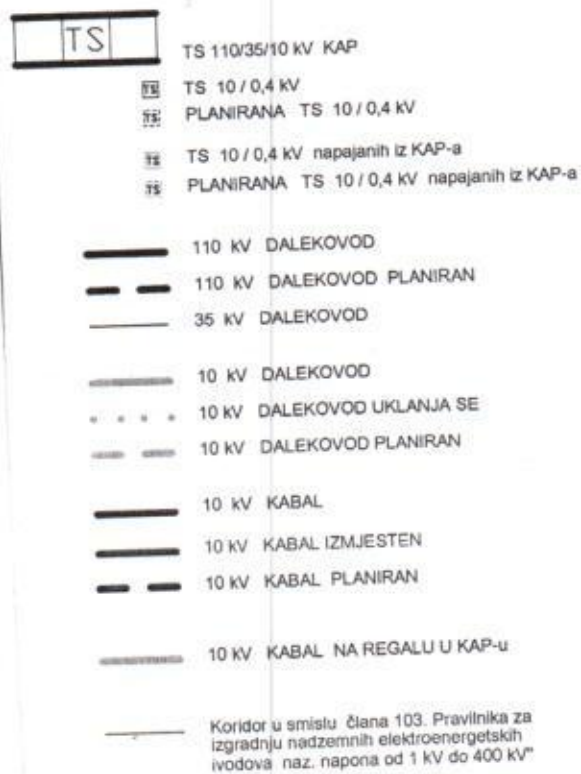 TS
TS 110/35/10 kV KAP
TS TS 10 / 0,4 kV
TS PLANIRANA TS 10 / 0,4 kV
TS TS 10 / 0,4 kV napajanih iz KAP-a
TS PLANIRANA TS 10 / 0,4 kV napajanih iz KAP-a
110 kV DALEKOVOD
110 kV DALEKOVOD PLANIRAN
35 kV DALEKOVOD
10 kV DALEKOVOD
10 kV DALEKOVOD UKLANJA SE
10 kV DALEKOVOD PLANIRAN
10 kV KABAL
10 kV KABAL IZMJESTEN
10 kV KABAL PLANIRAN
10 kV KABAL NA REGALU U KAP-u
Koridor u smislu člana 103. Pravilnika za
izgradnju nadzemnih elektroenergetskih
ivodova naz. napona od 1 kV do 400 kV"